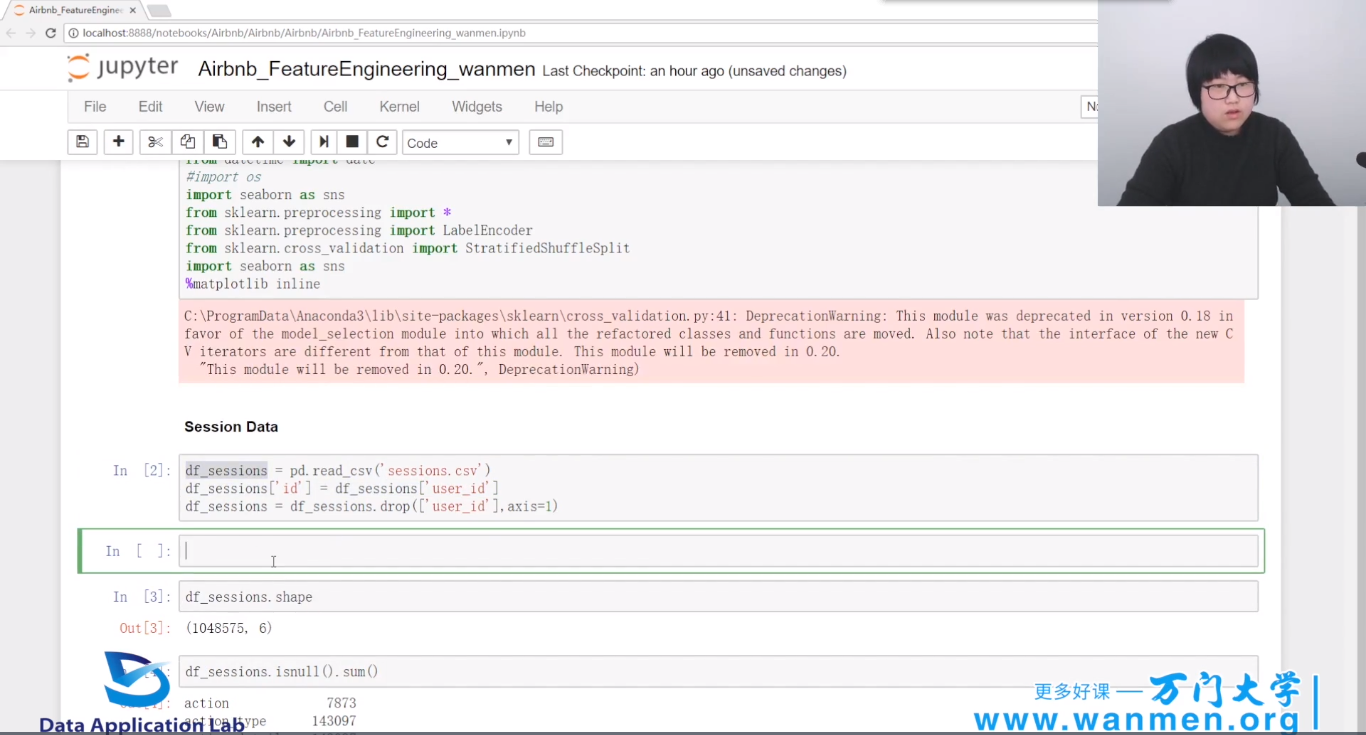 Airbnb_FeatureEnginee
localhost:8888/notebooks/Airbnb/Airbnb/Airbnb/Airbnb_FeatureEngineering_wanmen.ipynb
jupyter Airbnb_FeatureEngineering_wanmen Last Checkpoint: an hour ago (unsaved changes)
File Edit View Insert Cell Kernel Widgets Help
Code
from datetime import date
#import os
import seaborn as sns
from sklearn.preprocessing import *
from sklearn.preprocessing import LabelEncoder
from sklearn.cross_validation import StratifiedShuffleSplit
import seaborn as sns
%matplotlib inline
C:\ProgramData\Anaconda3\lib\site-packages\sklearn\cross_validation.py:41: DeprecationWarning: This module was deprecated in version 0.18 in
favor of the model_selection module into which all the refactored classes and functions are moved. Also note that the interface of the new C
V iterators are different from that of this module. This module will be removed in 0.20.
"This module will be removed in 0.20.", DeprecationWarning)
Session Data
In [2]: df_sessions = pd.read_csv('sessions.csv')
df_sessions['id'] = df_sessions['user_id']
df_sessions = df_sessions.drop(['user_id'],axis=1)
In [ ]:
In [3]: df_sessions.shape
Out[3]: (1048575, 6)
df_sessions.isnull().sum()
action 7873
action_type 143097
Data Application Lab
更多好课 — 万门大学
www.wanmen.org